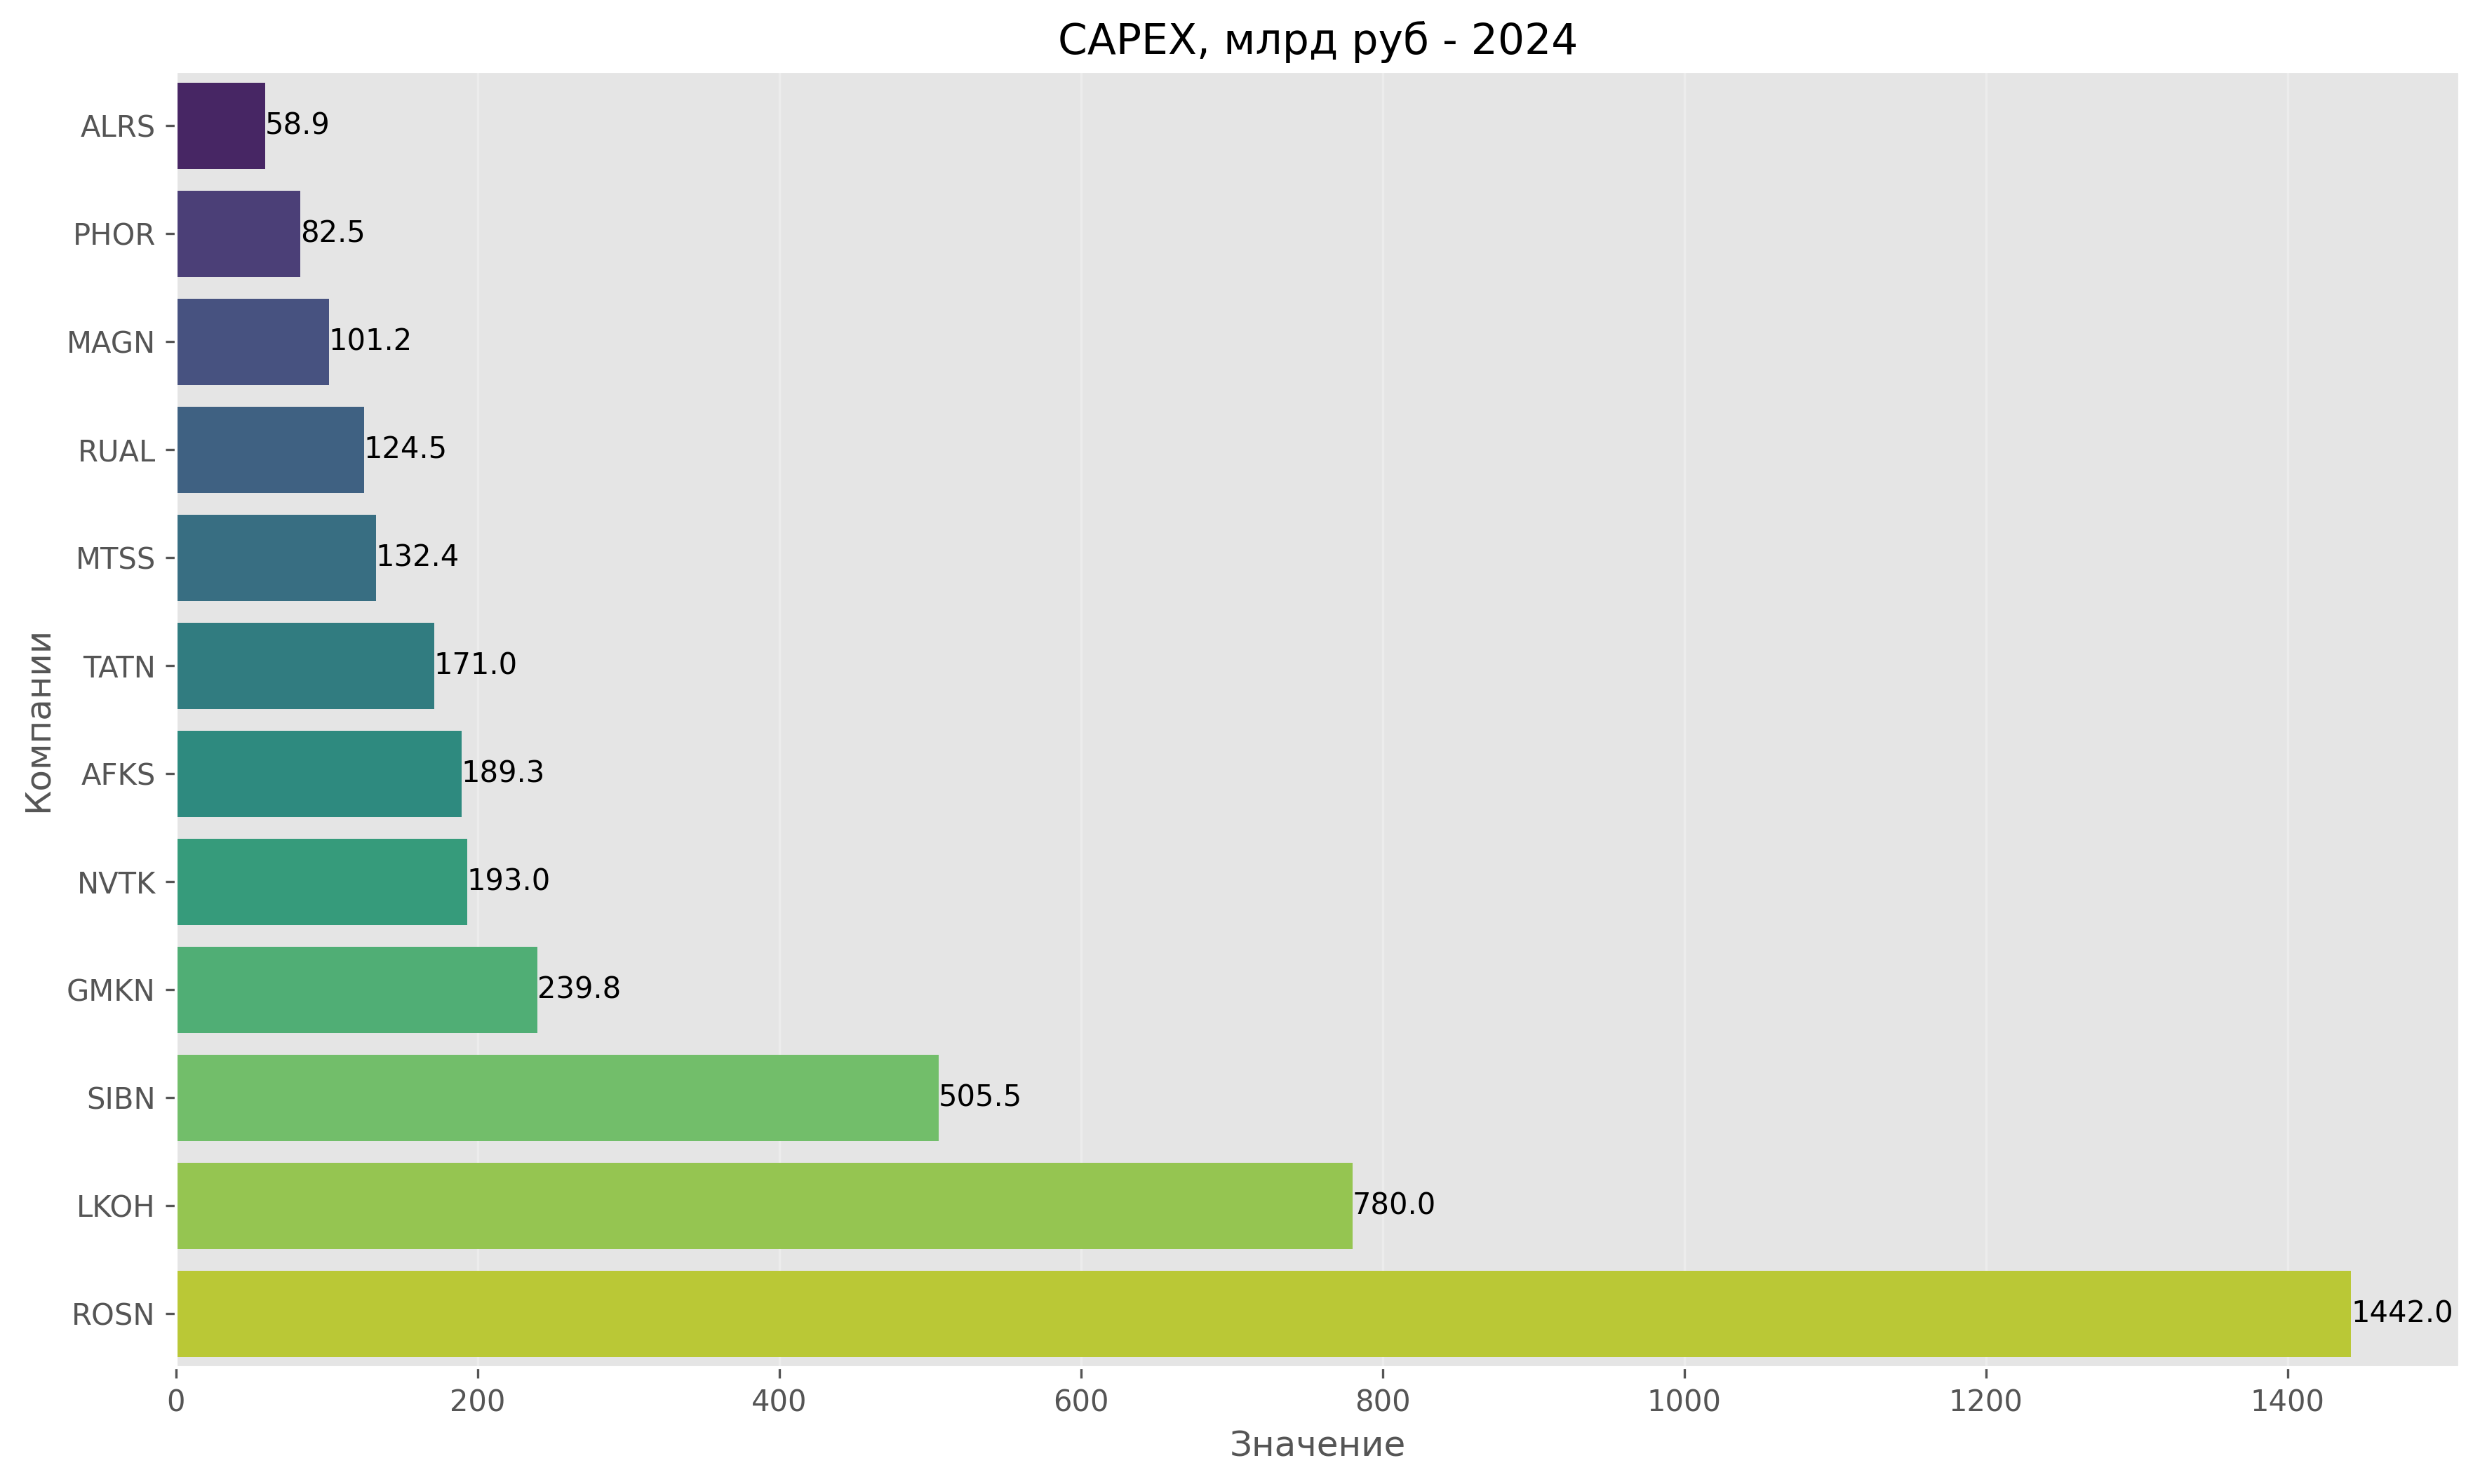 CAPEX, млрд руб - 2024
Компании
ALRS 58.9
PHOR 82.5
MAGN 101.2
RUAL 124.5
MTSS 132.4
TATN 171.0
AFKS 189.3
NVTK 193.0
GMKN 239.8
SIBN 505.5
LKOH 780.0
ROSN 1442.0
0 200 400 600 800 1000 1200 1400
Значение